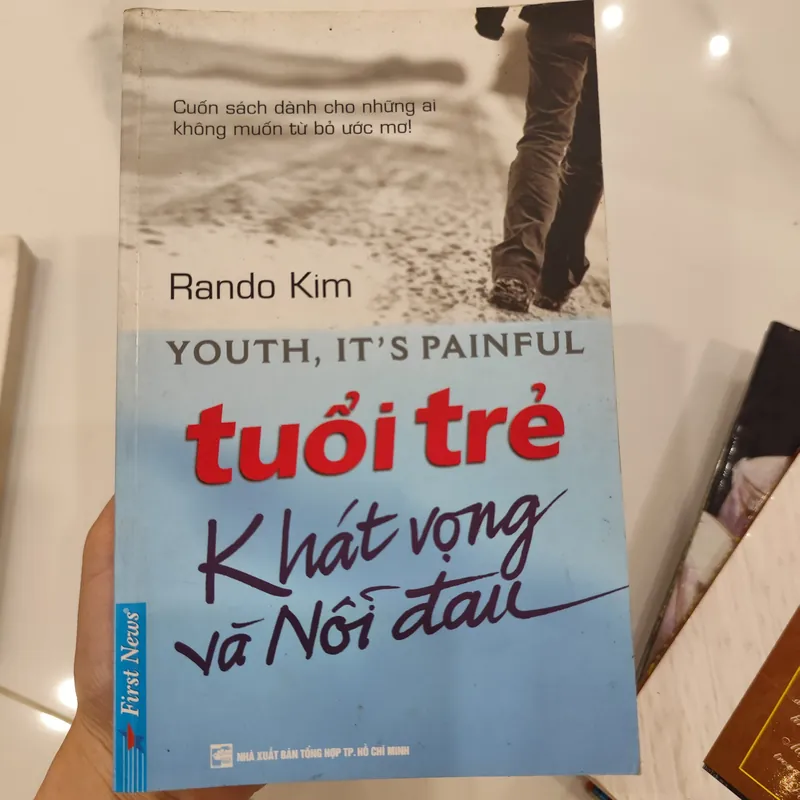 Cuốn sách dành cho những ai
không muốn từ bỏ ước mơ!
Rando Kim
YOUTH, IT'S PAINFUL
tuổi trẻ
Khát vọng
và Nỗi đau
First News®
NHÀ XUẤT BẢN TỔNG HỢP TP. HỒ CHÍ MINH